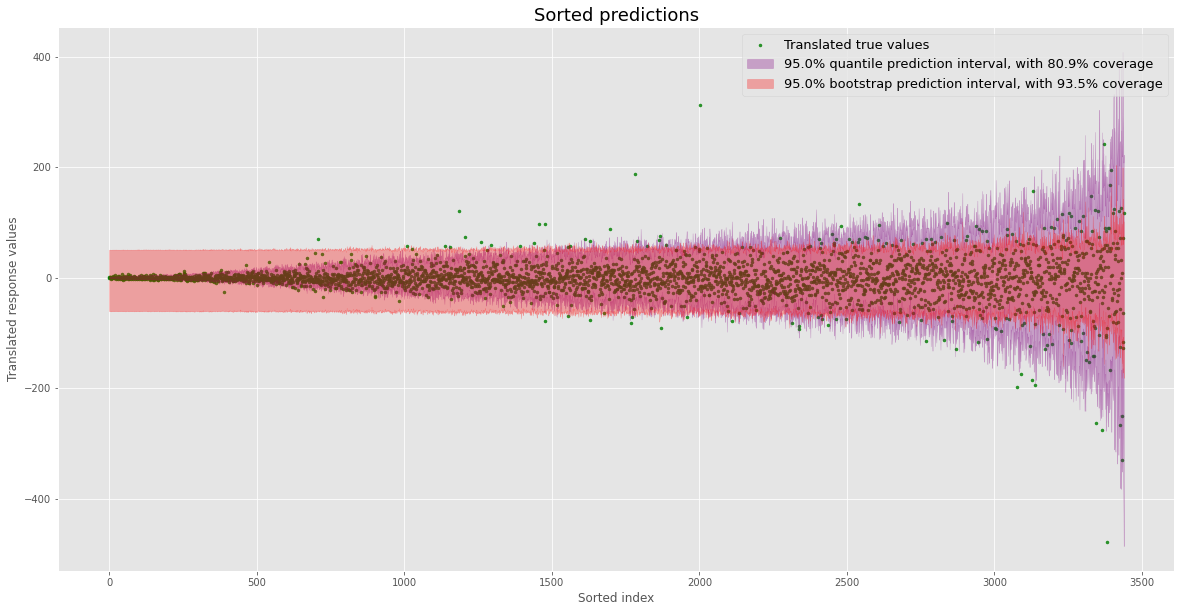 Sorted predictions
Translated true values
95.0% quantile prediction interval, with 80.9% coverage
95.0% bootstrap prediction interval, with 93.5% coverage
Translated response values
400
200
0
−200
−400
0
500
1000
1500
2000
2500
3000
3500
Sorted index